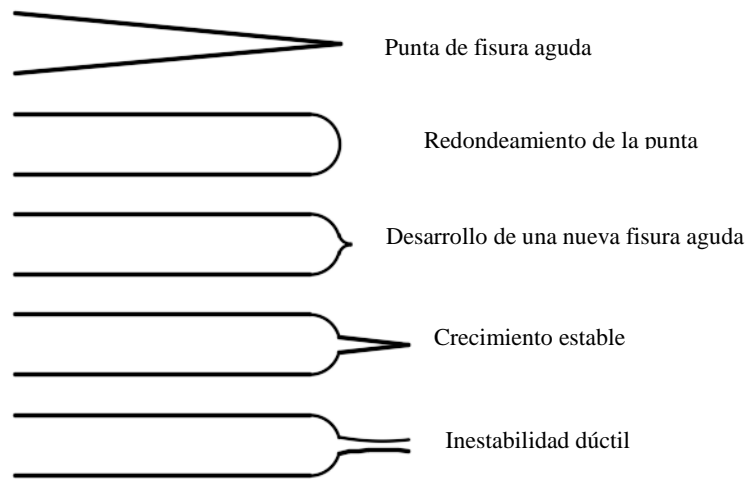 Punta de fisura aguda
Redondeamiento de la punta
Desarrollo de una nueva fisura aguda
Crecimiento estable
Inestabilidad dúctil